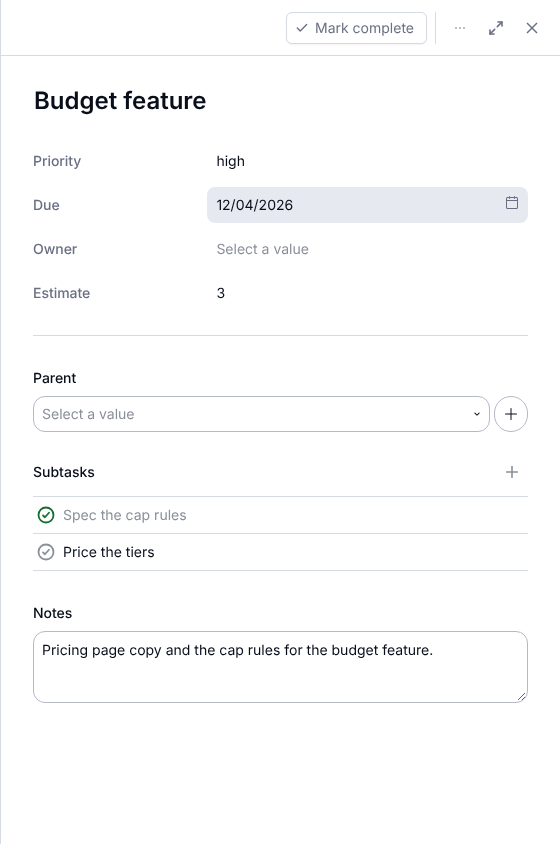 Mark complete
Budget feature
Priority
high
Due
12/04/2026
Owner
Select a value
Estimate
3
Parent
Select a value
Subtasks
Spec the cap rules
Price the tiers
Notes
Pricing page copy and the cap rules for the budget feature.